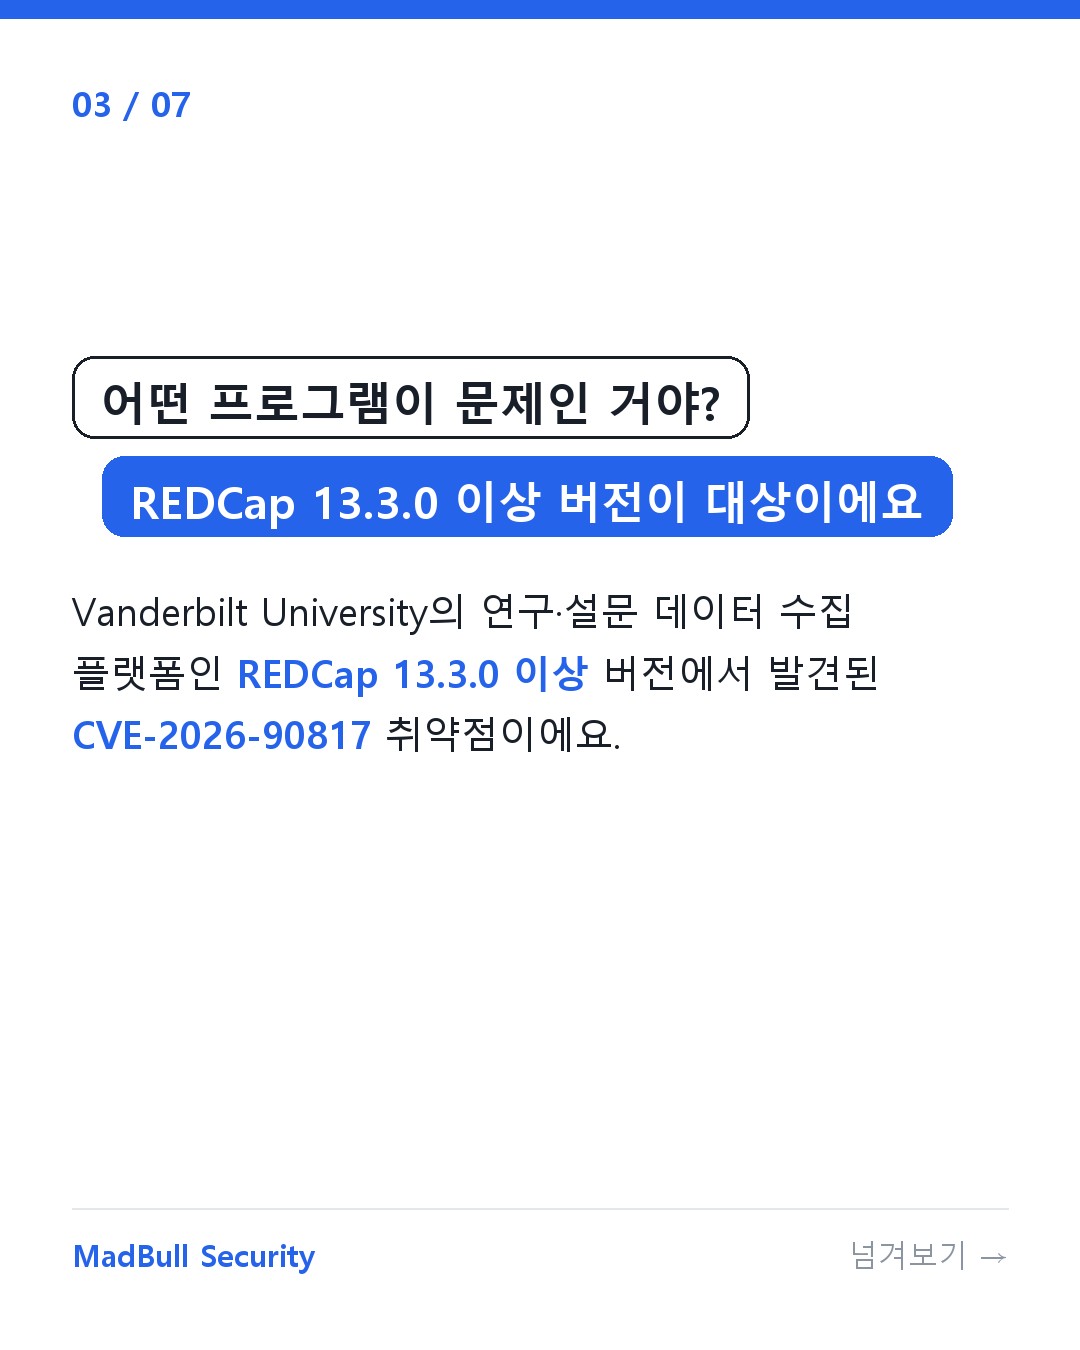 03 / 07
어떤 프로그램이 문제인 거야?
REDCap 13.3.0 이상 버전이 대상이에요
Vanderbilt University의 연구·설문 데이터 수집
플랫폼인 REDCap 13.3.0 이상 버전에서 발견된
CVE-2026-90817 취약점이에요.
MadBull Security
넘겨보기 →